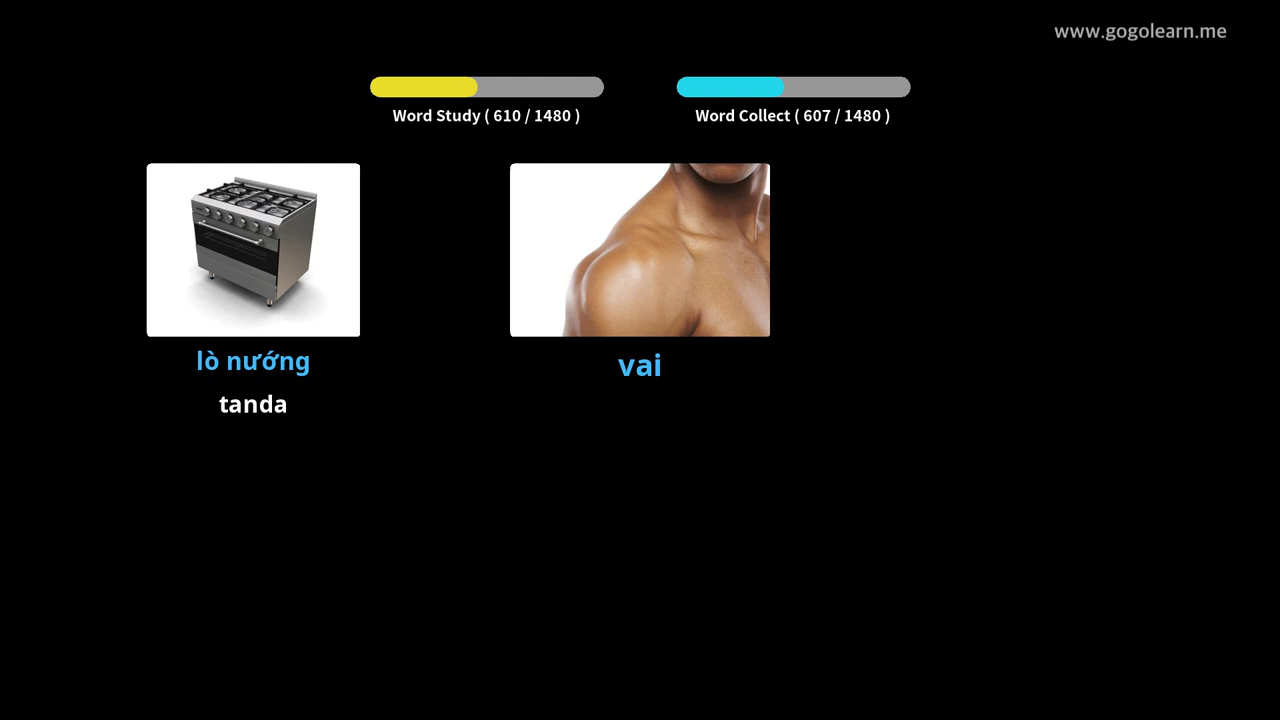 www.gogolearn.me
Word Study ( 610 / 1480 )
Word Collect ( 607 / 1480 )
lò nướng
tanda
vai